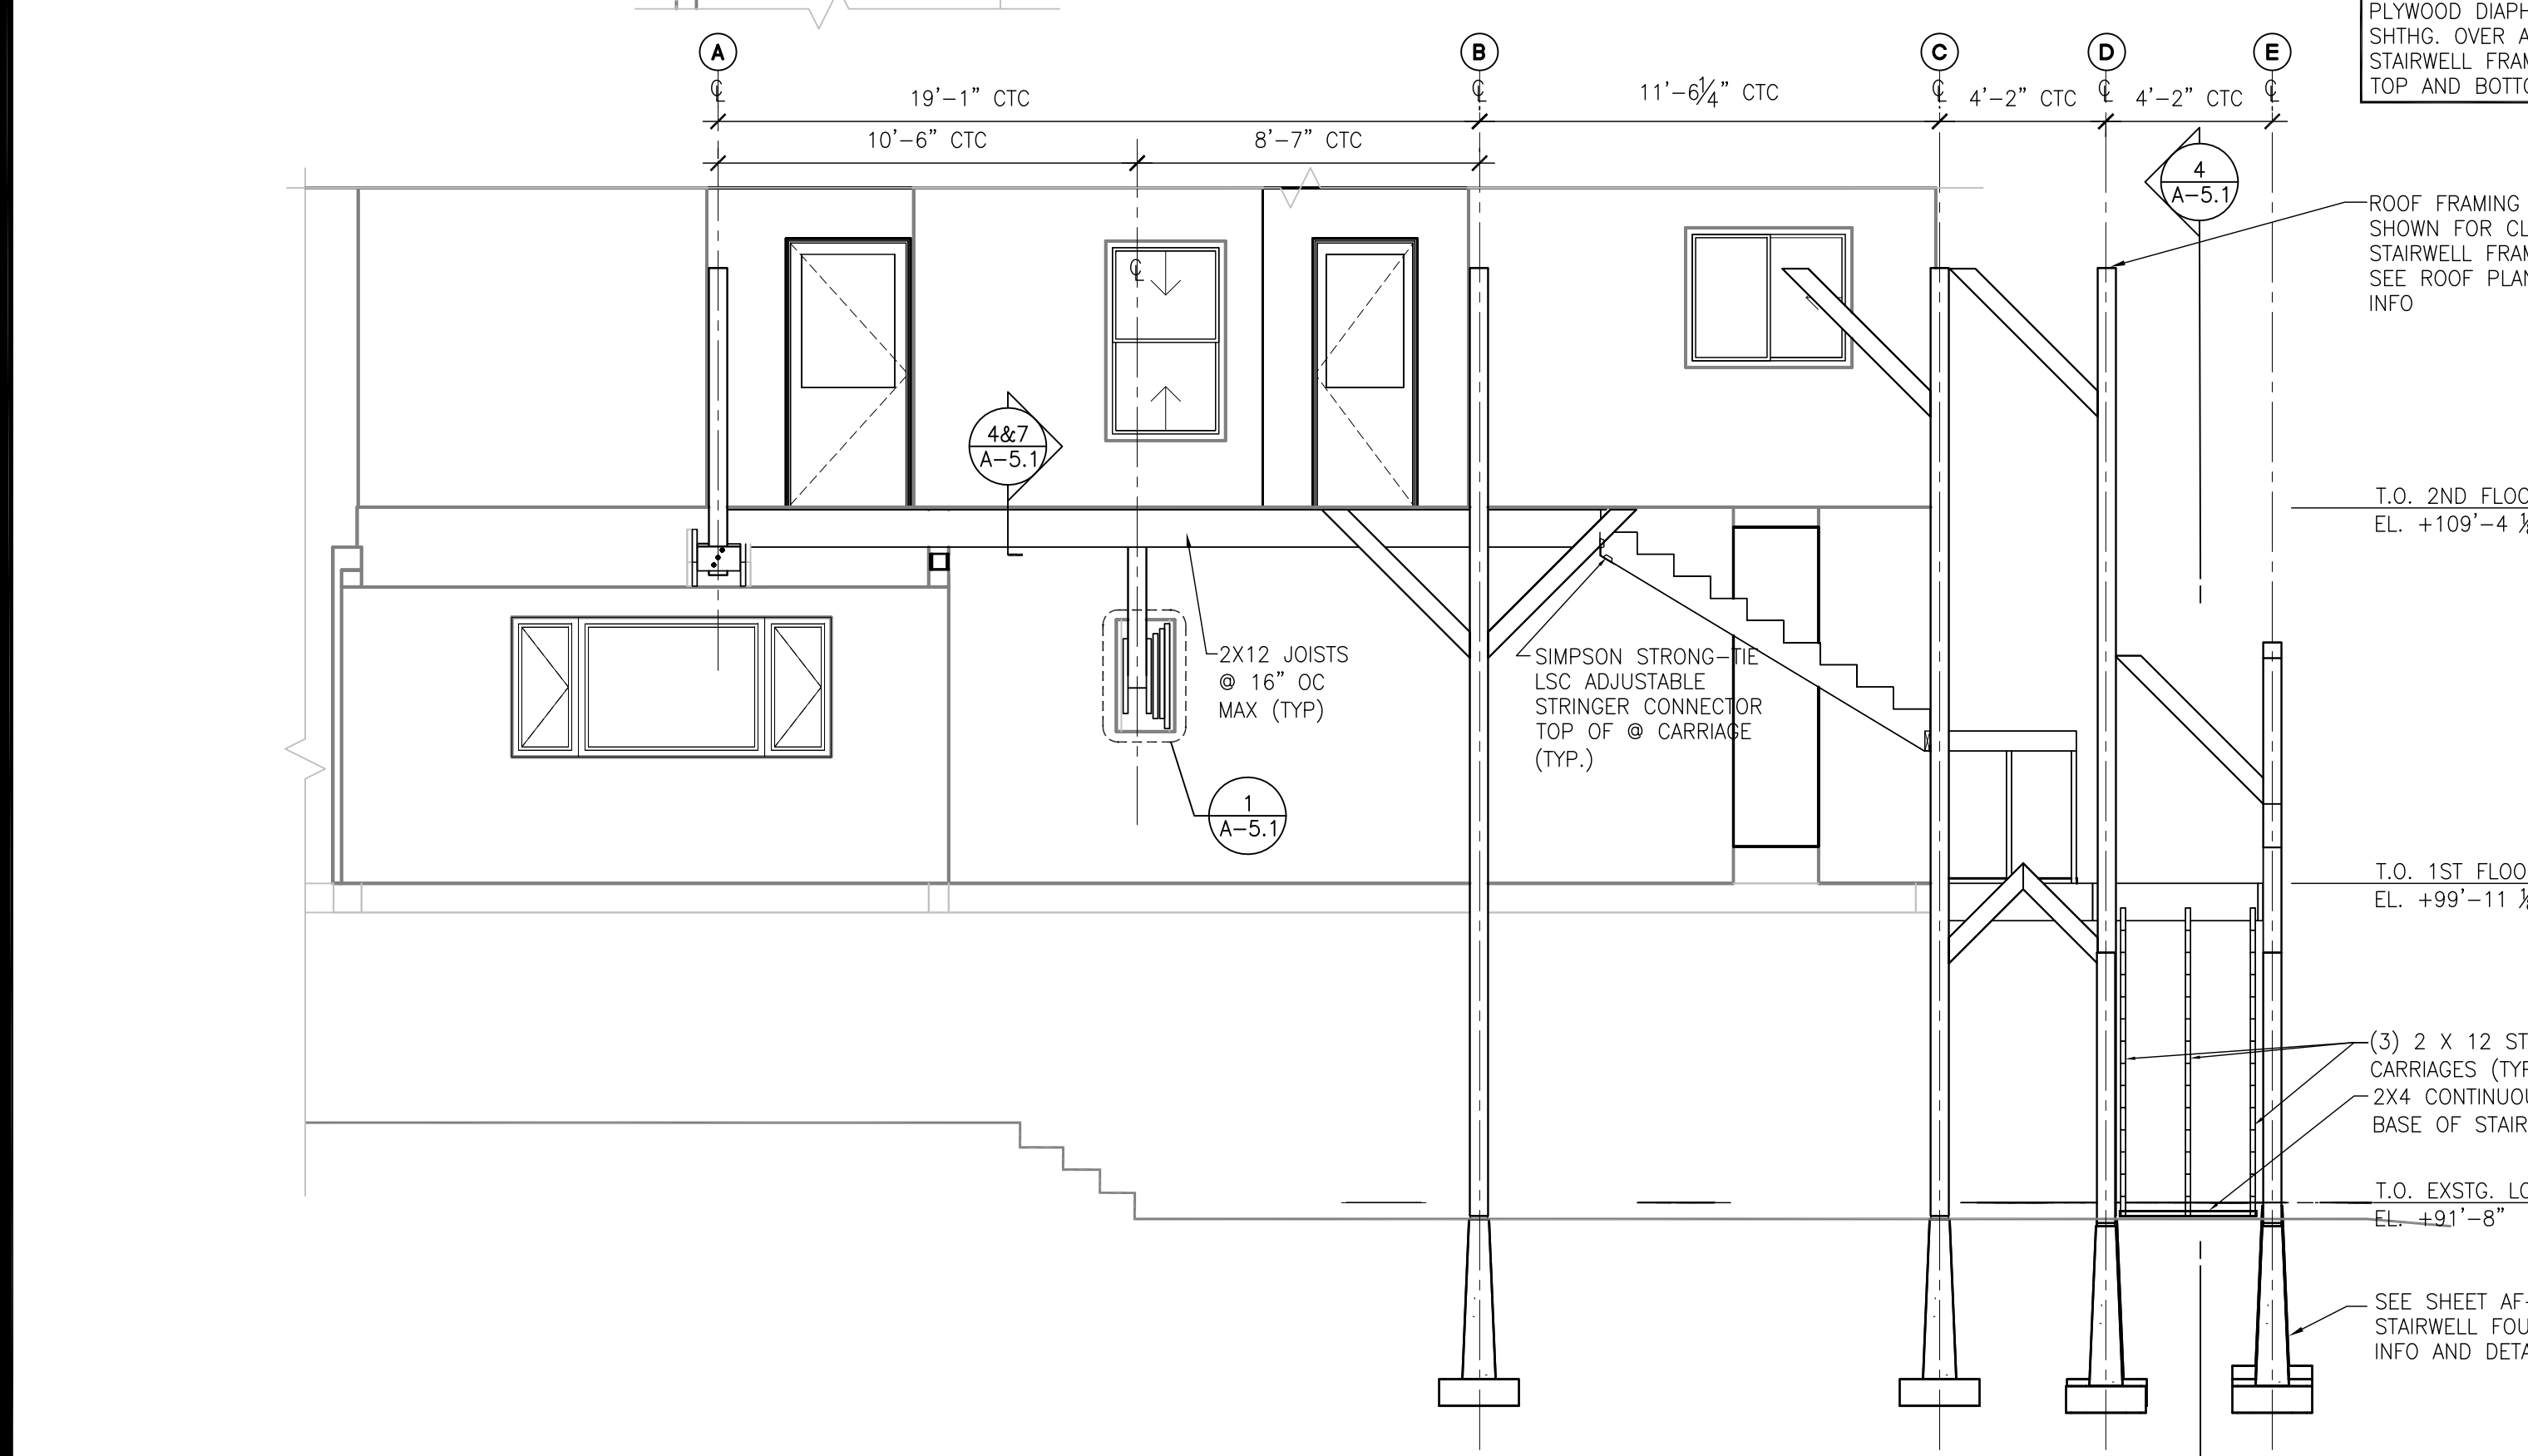 PLYWOOD DIAPH
SHTHG. OVER A
STAIRWELL FRAM
TOP AND BOTTO
A
B
C
D
E
19'-1" CTC
11'-6¼" CTC
4'-2" CTC
4'-2" CTC
10'-6" CTC
8'-7" CTC
4
A-5.1
ROOF FRAMING
SHOWN FOR CL
STAIRWELL FRAM
SEE ROOF PLAN
INFO
4&7
A-5.1
T.O. 2ND FLOO
EL. +109'-4
2X12 JOISTS
@ 16" OC
MAX (TYP)
SIMPSON STRONG-TIE
LSC ADJUSTABLE
STRINGER CONNECTOR
TOP OF @ CARRIAGE
(TYP.)
1
A-5.1
T.O. 1ST FLOO
EL. +99'-11
(3) 2 X 12 ST
CARRIAGES (TYP
2X4 CONTINUOU
BASE OF STAIR
T.O. EXSTG. LO
EL. +91'-8"
SEE SHEET AF-
STAIRWELL FOU
INFO AND DETA